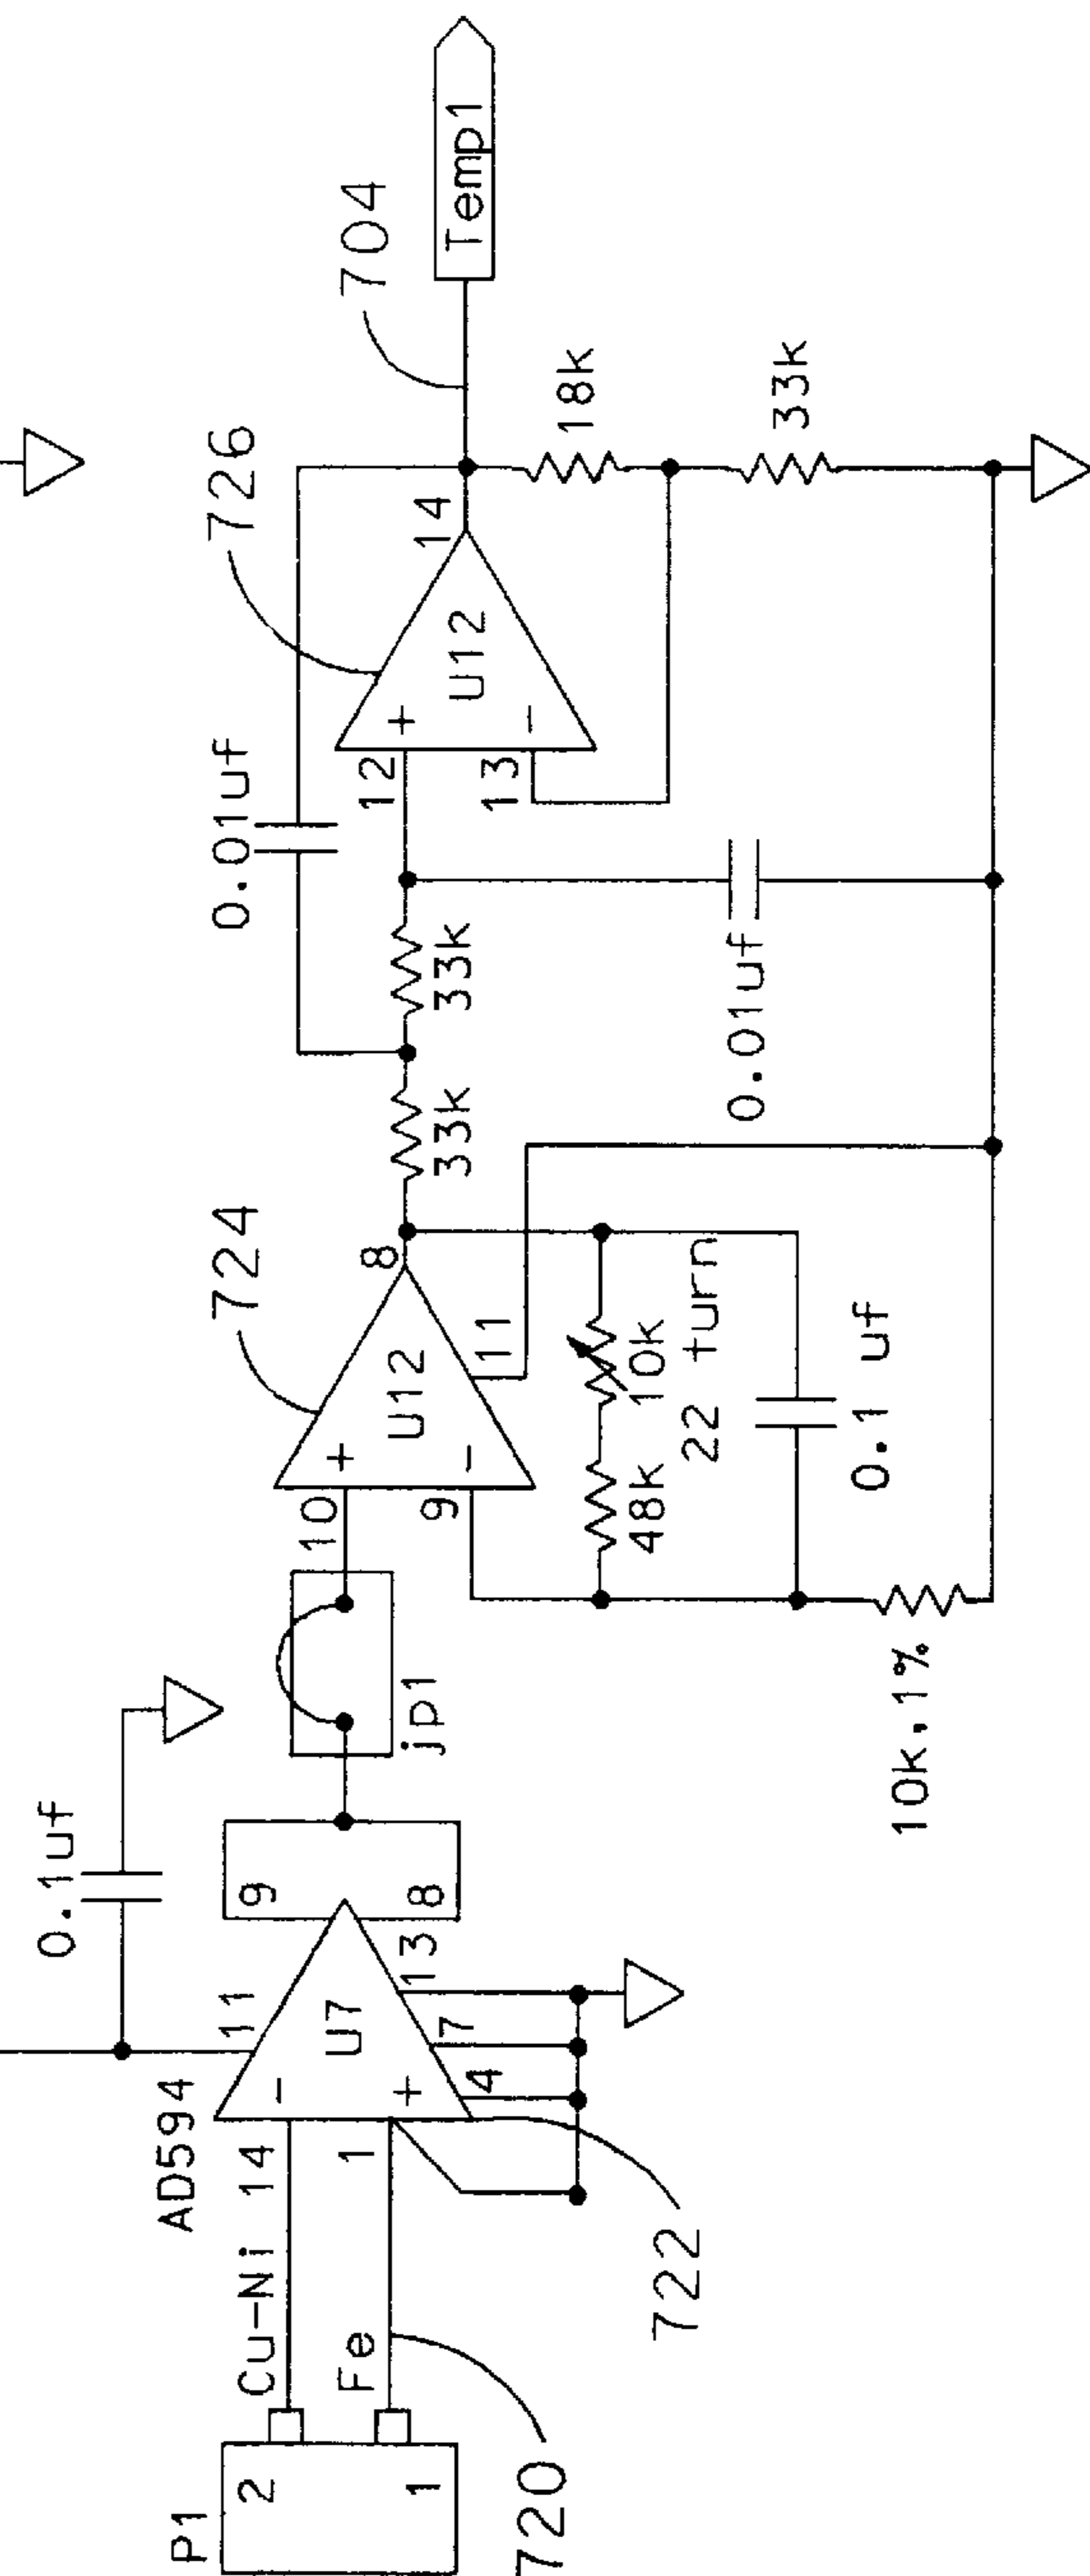 P1
2
1
Cu-Ni
Fe
720
14
1
AD594
11
-
+
U7
4
7
13
722
0.1uf
9
8
jp1
10
9
+
-
U12
8
11
724
48k
10k
22 turn
0.1 uf
10k,1%
33k
33k
0.01uf
0.01uf
12
13
+
-
U12
14
726
18k
33k
704
Temp1